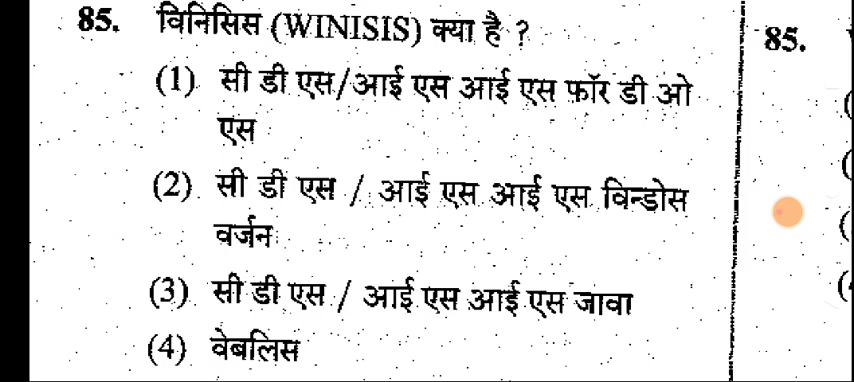 85. विनिसिस (WINISIS) क्या है ?
(1) सी डी एस/आई एस आई एस फॉर डी ओ
एस
(2) सी डी एस / आई एस आई एस विन्डोस
वर्जन
(3) सी डी एस / आई एस आई एस जावा
(4) वेबलिस
85.